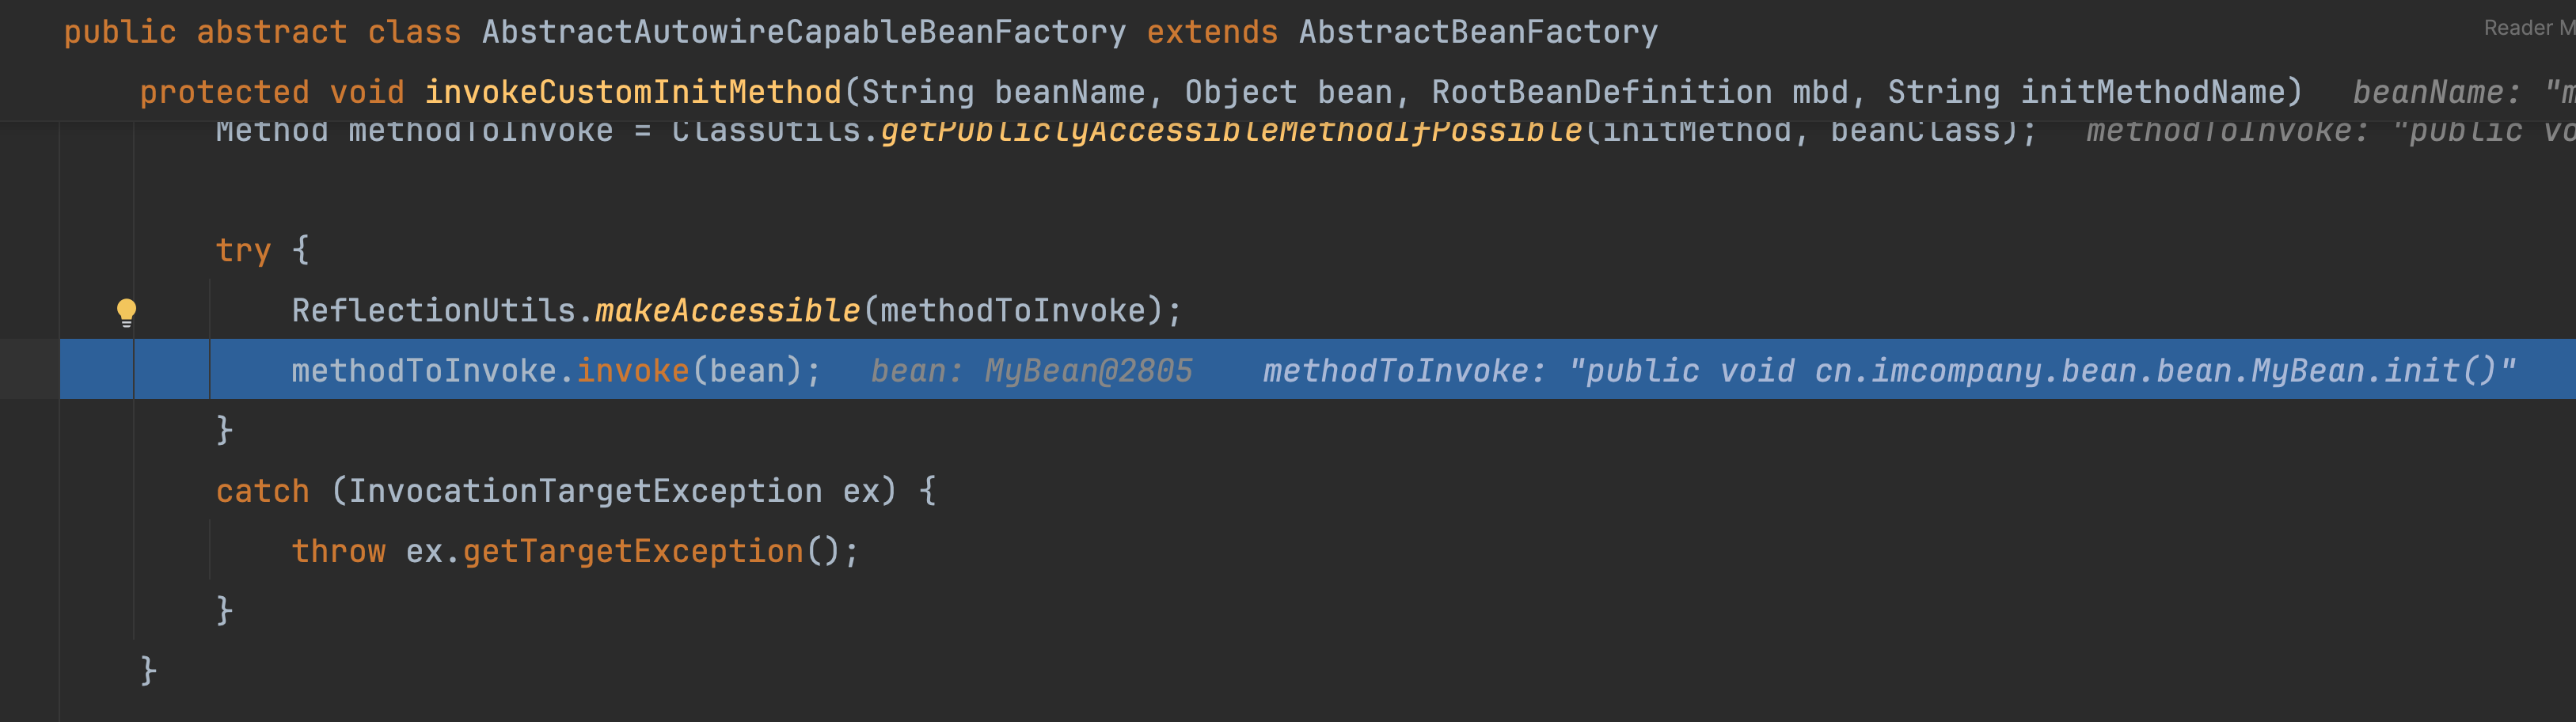 public abstract class AbstractAutowireCapableBeanFactory extends AbstractBeanFactory Reader M
protected void invokeCustomInitMethod(String beanName, Object bean, RootBeanDefinition mbd, String initMethodName) beanName: "m
Method methodToInvoke = ClassUtils.getPubliclyAccessibleMethodIfPossible(initMethod, beanClass); methodToInvoke: "public vo
try {
ReflectionUtils.makeAccessible(methodToInvoke);
methodToInvoke.invoke(bean); bean: MyBean@2805 methodToInvoke: "public void cn.imcompany.bean.bean.MyBean.init()"
}
catch (InvocationTargetException ex) {
throw ex.getTargetException();
}
}